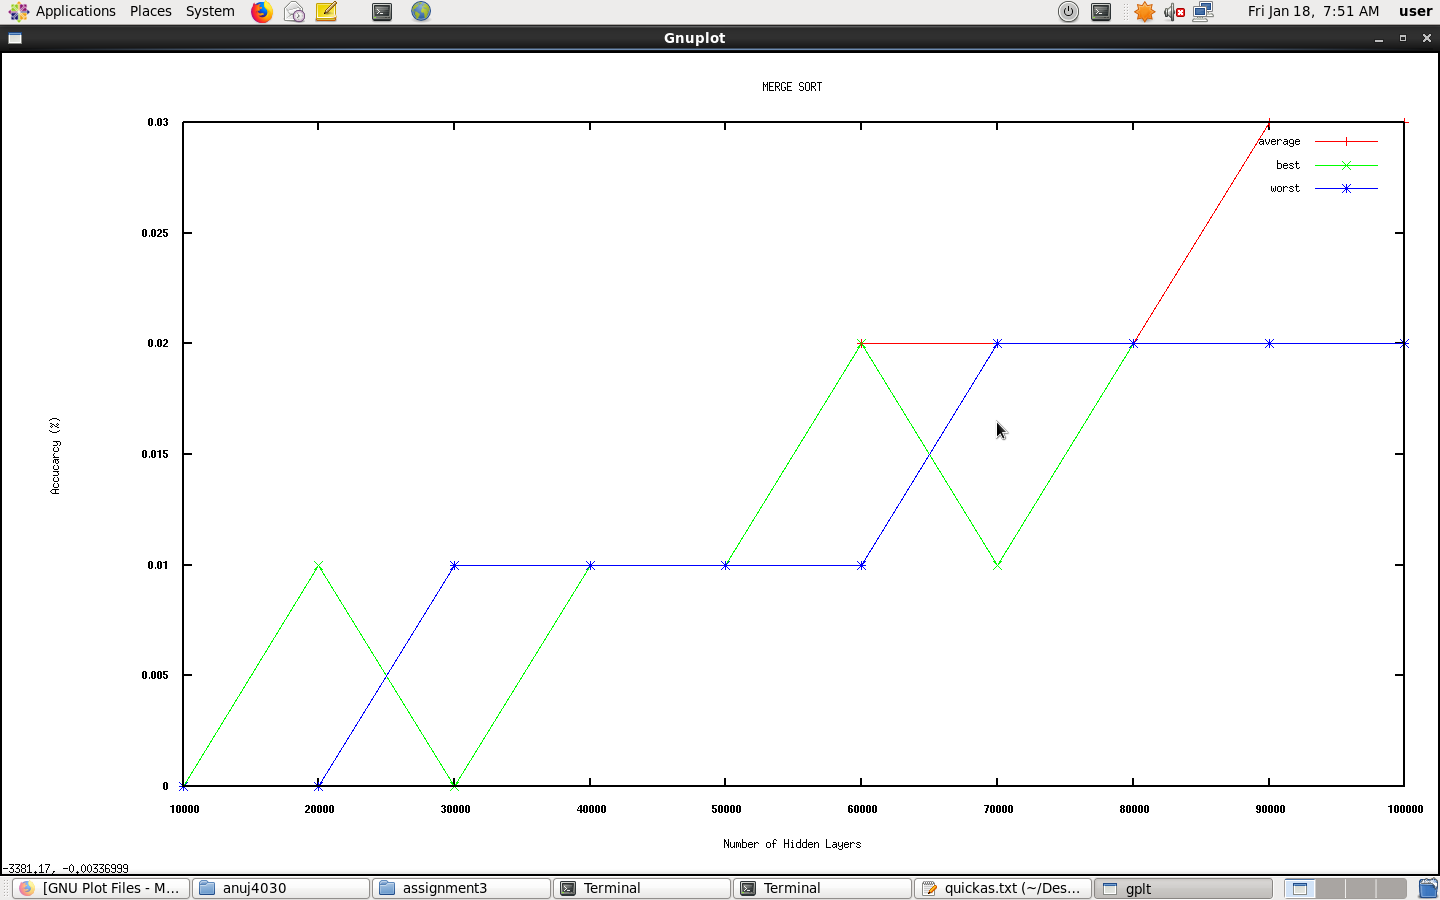 Applications Places System
Fri Jan 18, 7:51 AM user
Gnuplot
MERGE SORT
0.03
0.025
0.02
0.015
0.01
0.005
0
average
best
worst
Accucarcy (%)
10000 20000 30000 40000 50000 60000 70000 80000 90000 100000
Number of Hidden Layers
-3381.17, -0.00336999
[GNU Plot Files - M... anuj4030 assignment3 Terminal Terminal quickas.txt (~/Des... gplt